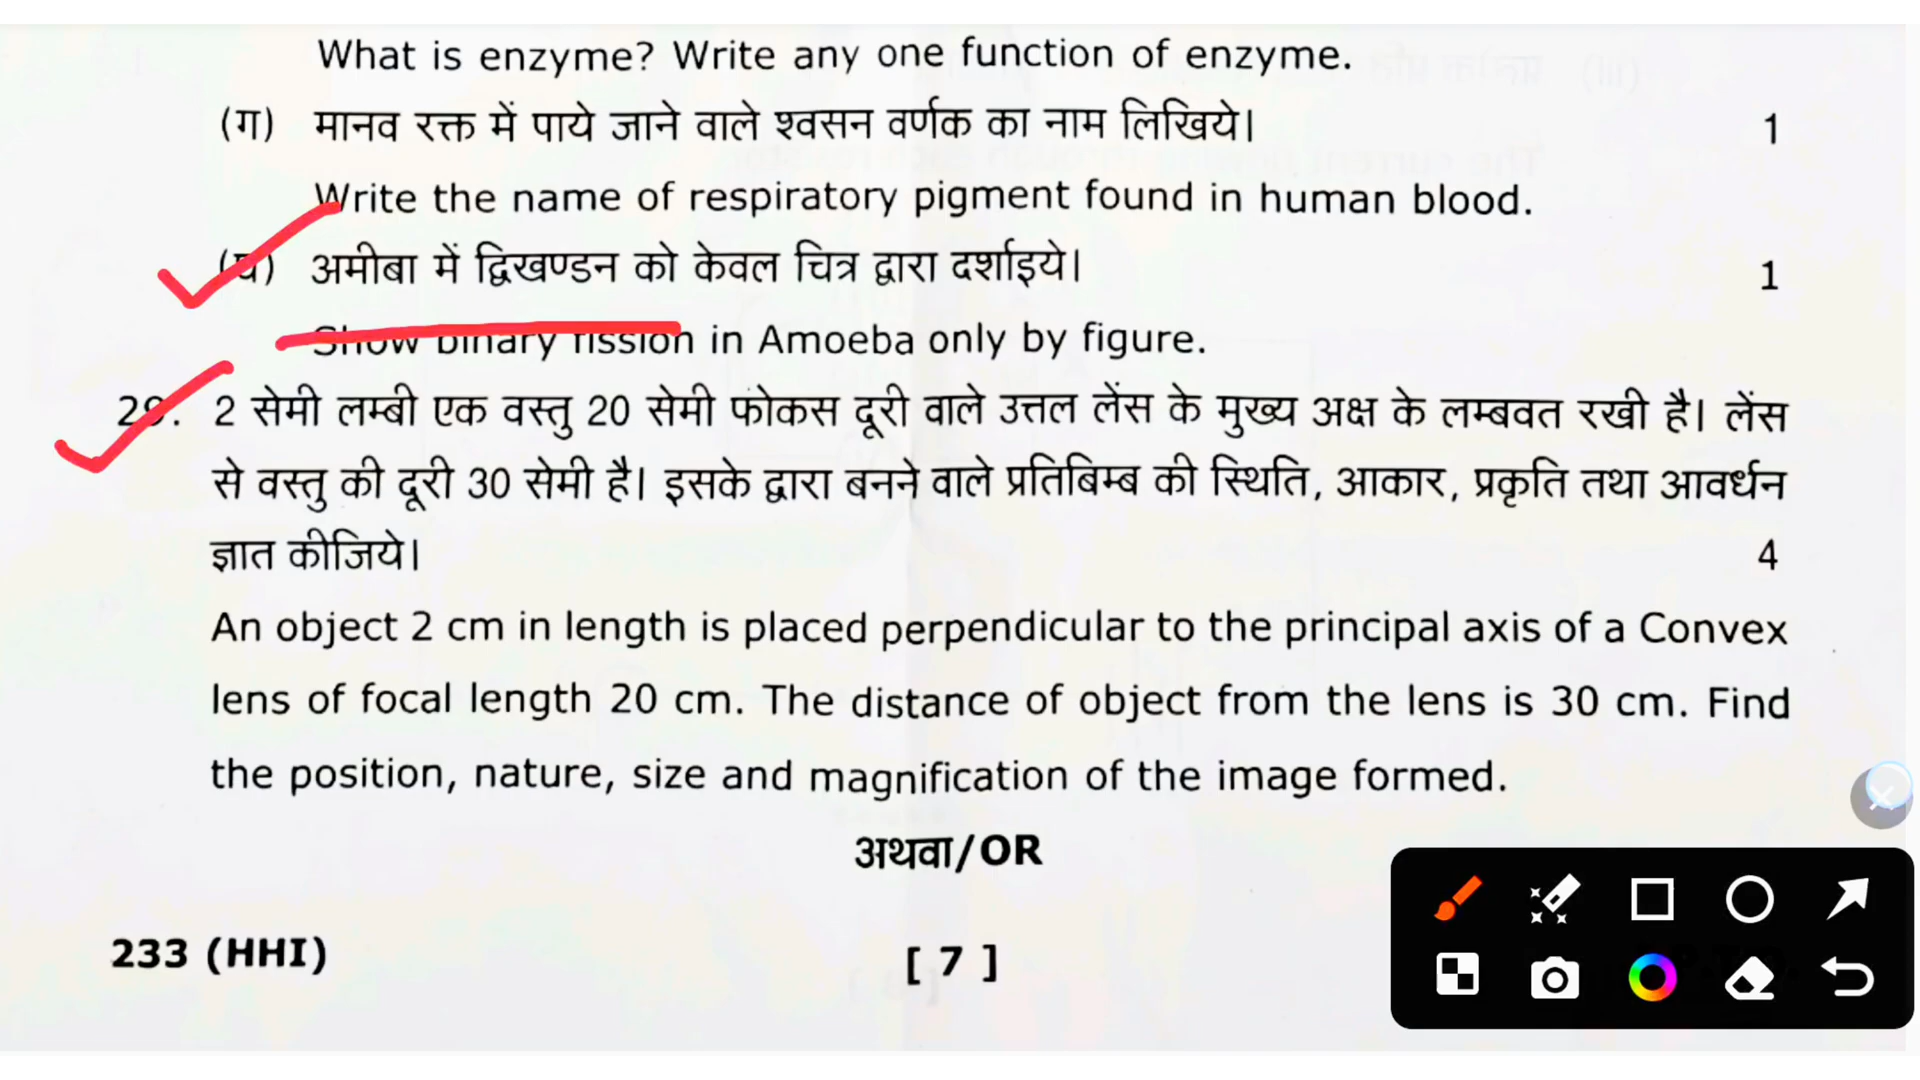 What is enzyme? Write any one function of enzyme.
(ग) मानव रक्त में पाये जाने वाले श्वसन वर्णक का नाम लिखिये। 1
Write the name of respiratory pigment found in human blood.
(घ) अमीबा में द्विखण्डन को केवल चित्र द्वारा दर्शाइये। 1
Show binary fission in Amoeba only by figure.
29. 2 सेमी लम्बी एक वस्तु 20 सेमी फोकस दूरी वाले उत्तल लेंस के मुख्य अक्ष के लम्बवत रखी है। लेंस
से वस्तु की दूरी 30 सेमी है। इसके द्वारा बनने वाले प्रतिबिम्ब की स्थिति, आकार, प्रकृति तथा आवर्धन
ज्ञात कीजिये। 4
An object 2 cm in length is placed perpendicular to the principal axis of a Convex
lens of focal length 20 cm. The distance of object from the lens is 30 cm. Find
the position, nature, size and magnification of the image formed.
अथवा/OR
233 (HHI) [ 7 ]